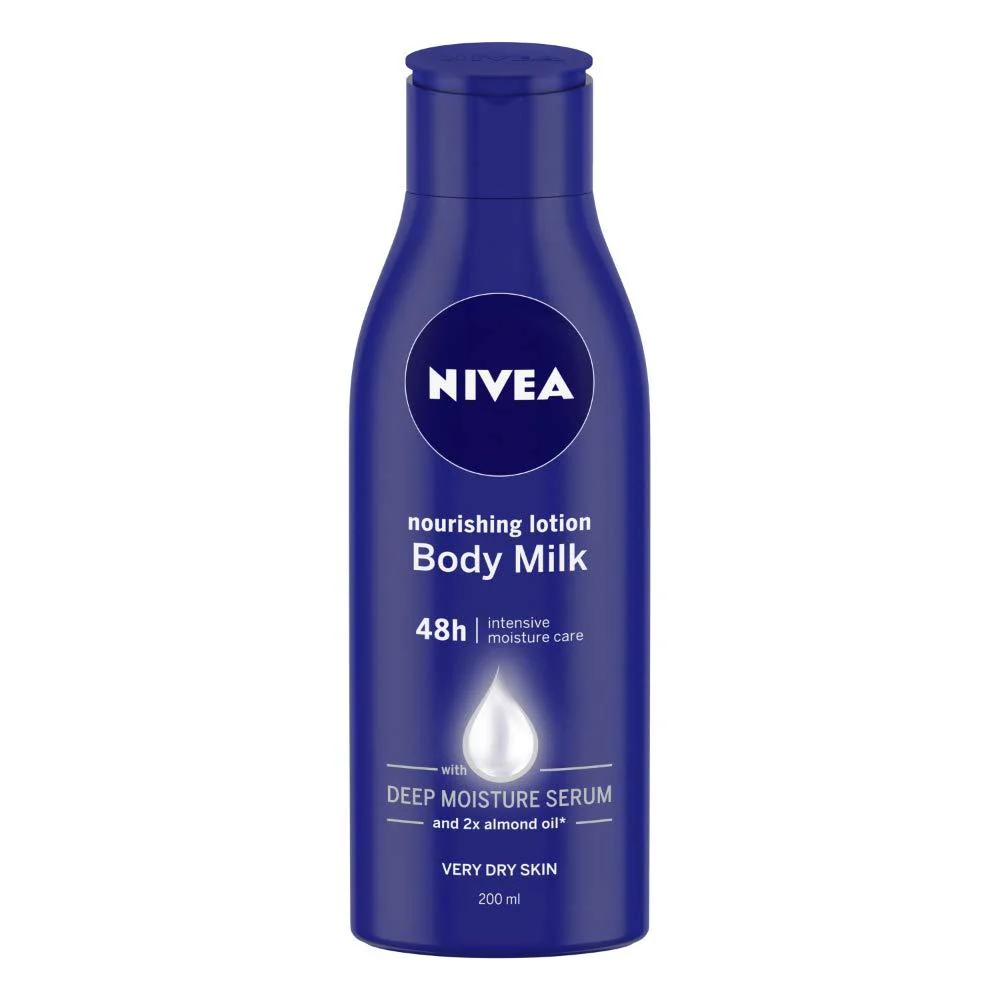 NIVEA
NIVEA
nourishing lotion
Body Milk
48h | intensive
moisture care
with
DEEP MOISTURE SERUM
and 2x almond oil*
VERY DRY SKIN
200 ml